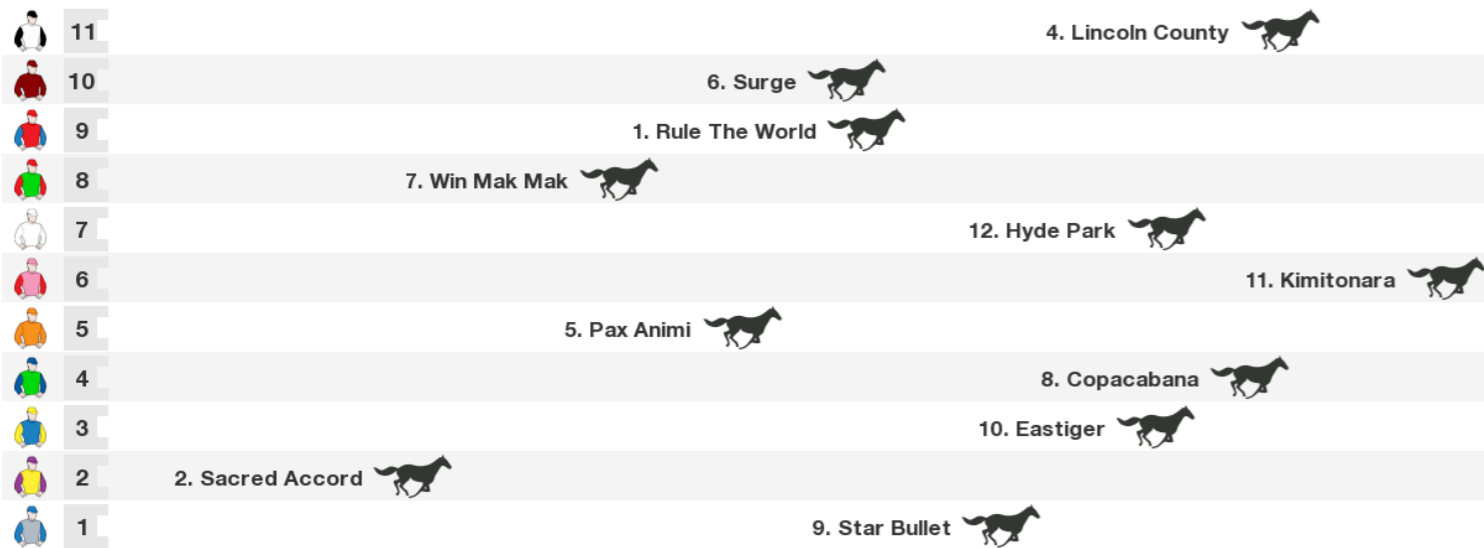 11 4. Lincoln County
10 6. Surge
9 1. Rule The World
8 7. Win Mak Mak
7 12. Hyde Park
6 11. Kimitonara
5 5. Pax Animi
4 8. Copacabana
3 10. Eastiger
2 2. Sacred Accord
1 9. Star Bullet